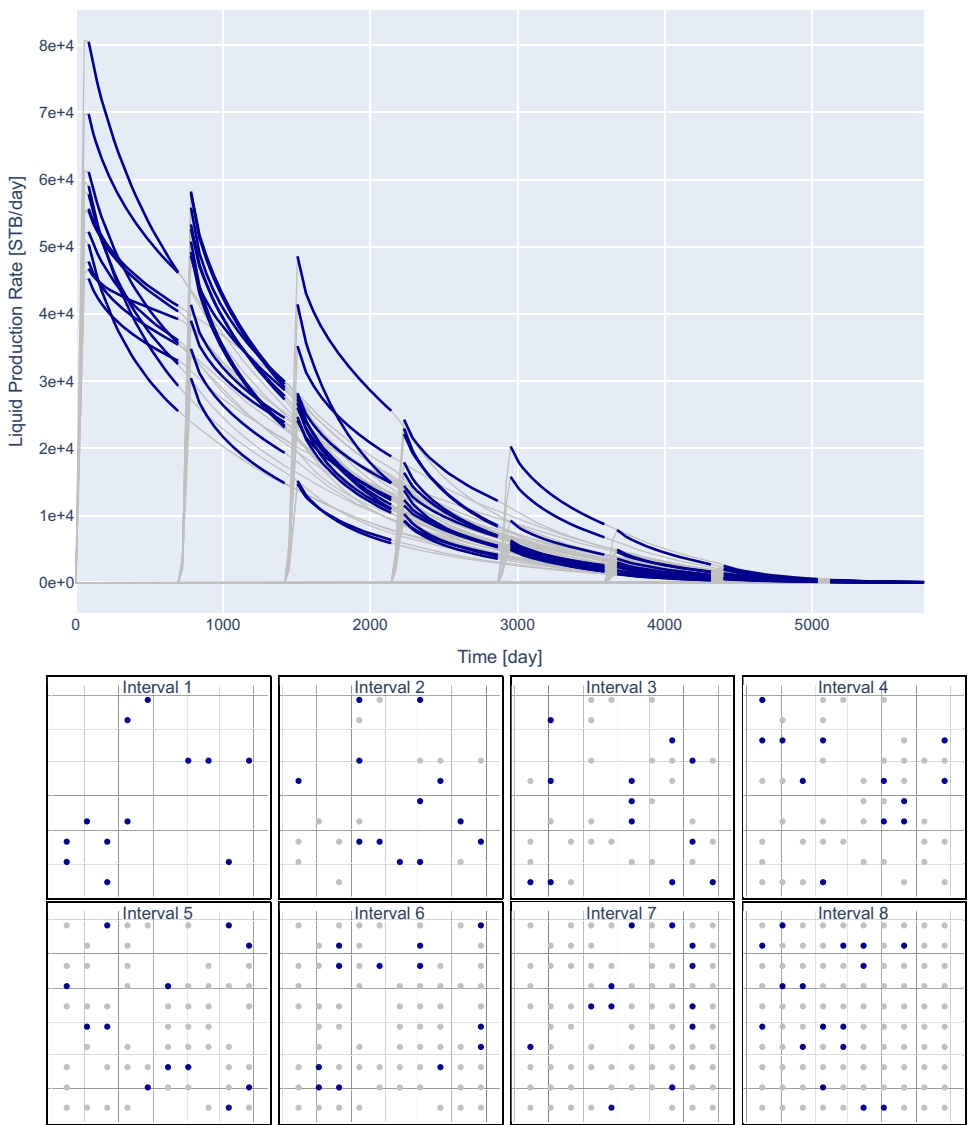 8e+4
7e+4
6e+4
5e+4
4e+4
3e+4
2e+4
1e+4
0e+0
Liquid Production Rate [STB/day]
0 1000 2000 3000 4000 5000
Time [day]
Interval 1 Interval 2 Interval 3 Interval 4
Interval 5 Interval 6 Interval 7 Interval 8